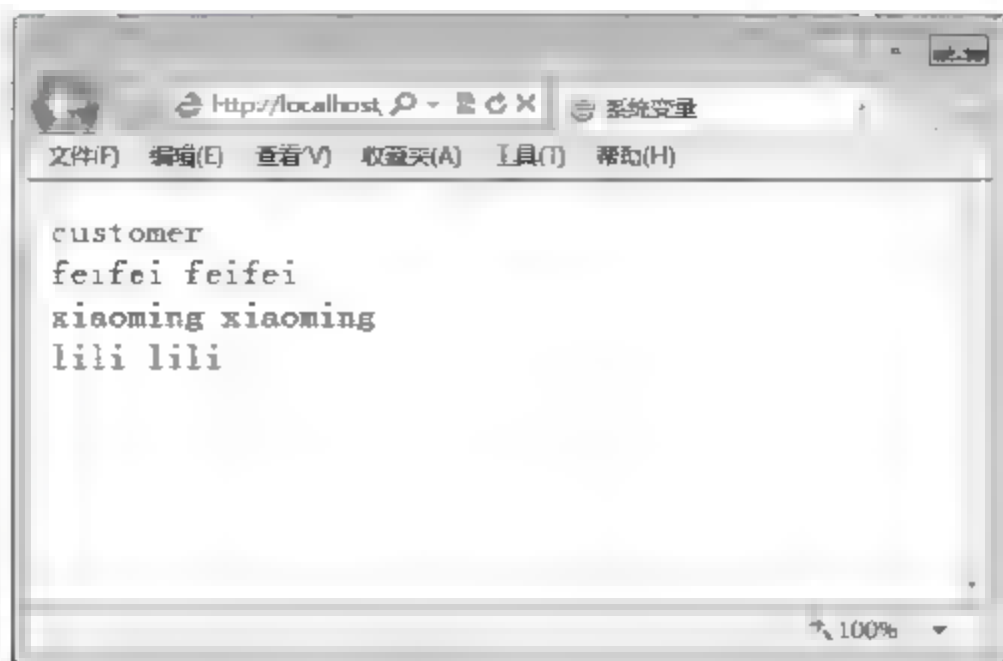 http://localhost
系统变量
文件(F) 编辑(E) 查看(V) 收藏夹(A) 工具(T) 帮助(H)
customer
feifei feifei
xiaoming xiaoming
lili lili
100%